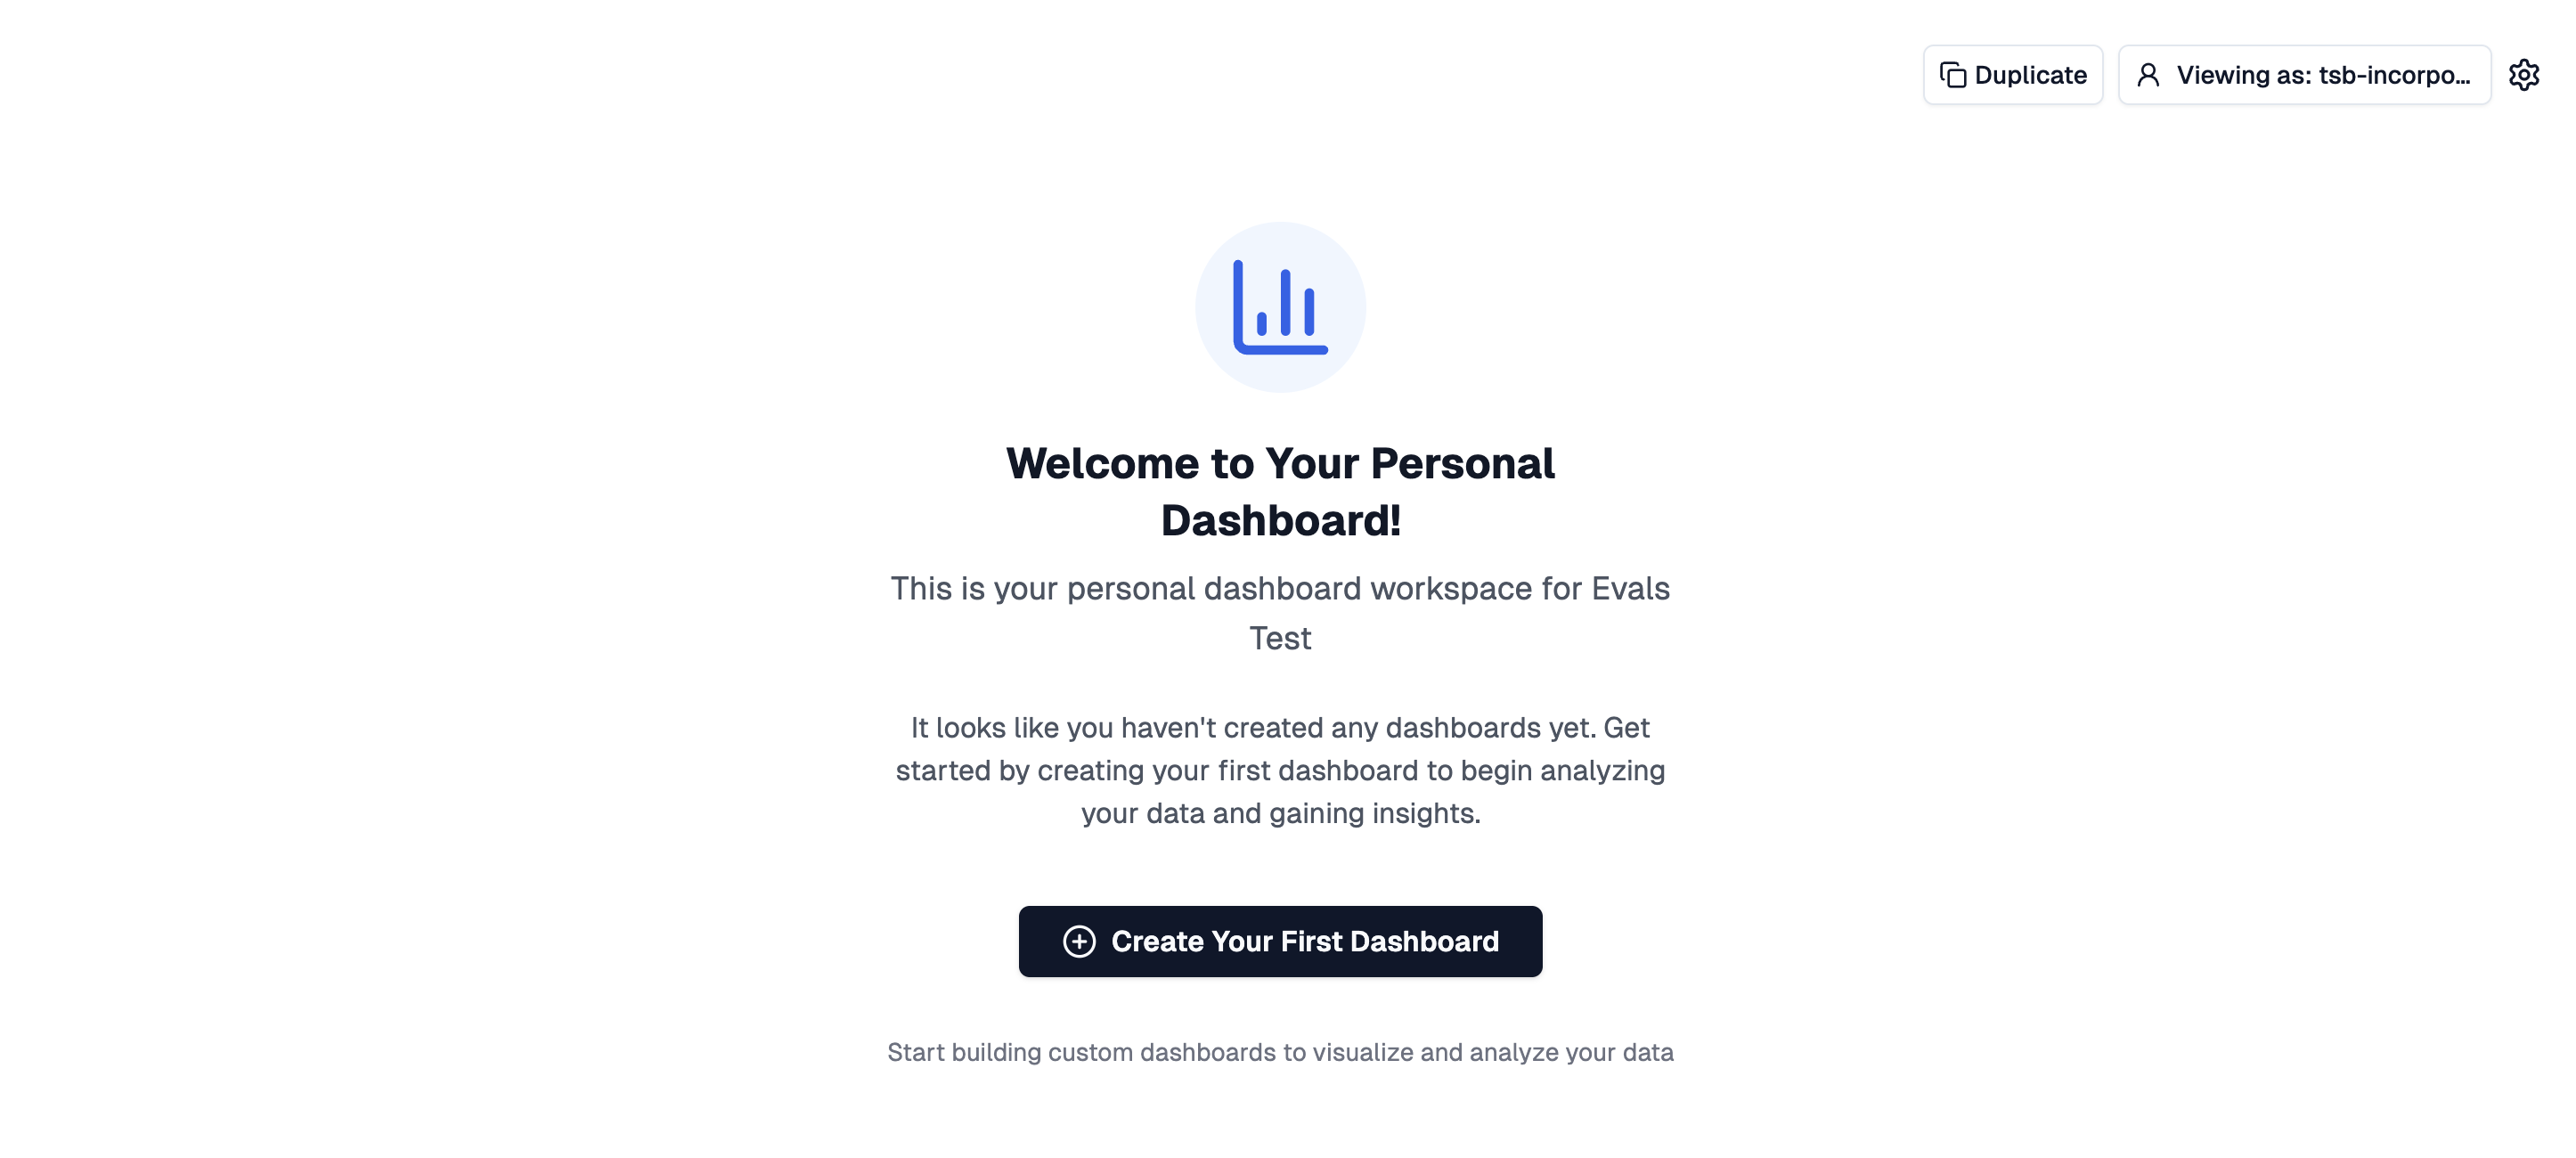 Duplicate
Viewing as: tsb-incorpo...
Welcome to Your Personal
Dashboard!
This is your personal dashboard workspace for Evals
Test
It looks like you haven't created any dashboards yet. Get
started by creating your first dashboard to begin analyzing
your data and gaining insights.
Create Your First Dashboard
Start building custom dashboards to visualize and analyze your data